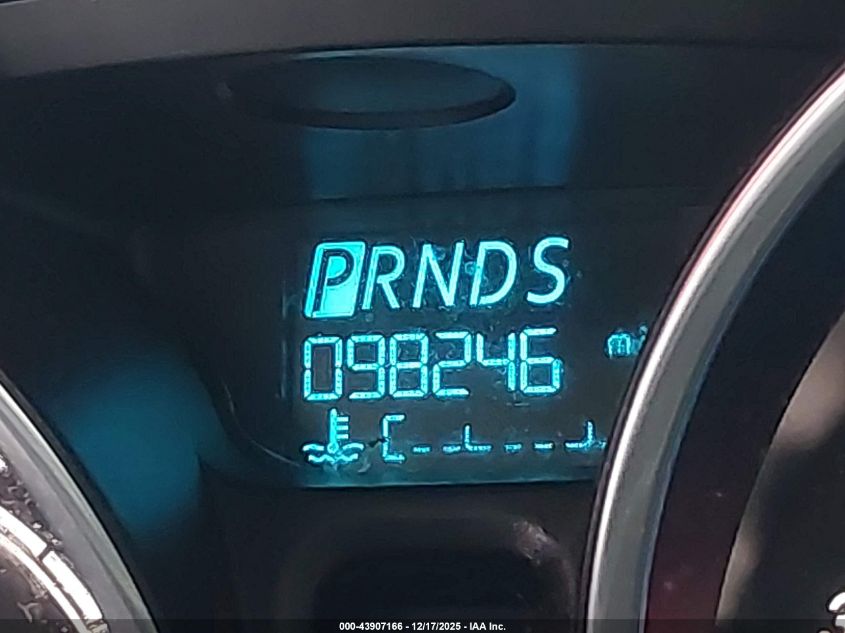 PRNDS
098246 mi
C
000-43907166 - 12/17/2025 - IAA Inc.